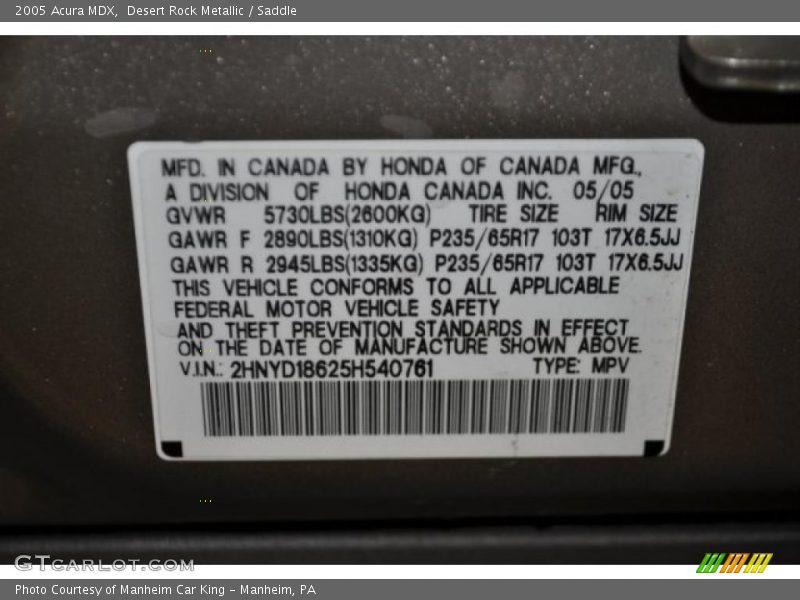 2005 Acura MDX,  Desert Rock Metallic / Saddle
MFD. IN CANADA BY HONDA OF CANADA MFG.,
A DIVISION OF HONDA CANADA INC. 05/05
GVWR 5730LBS(2600KG) TIRE SIZE RIM SIZE
GAWR F 2890LBS(1310KG) P235/65R17 103T 17X6.5JJ
GAWR R 2945LBS(1335KG) P235/65R17 103T 17X6.5JJ
THIS VEHICLE CONFORMS TO ALL APPLICABLE
FEDERAL MOTOR VEHICLE SAFETY
AND THEFT PREVENTION STANDARDS IN EFFECT
ON THE DATE OF MANUFACTURE SHOWN ABOVE.
V.I.N.: 2HNYD18625H540761 TYPE: MPV
GTCARLOT.COM
Photo Courtesy of Manheim Car King - Manheim, PA